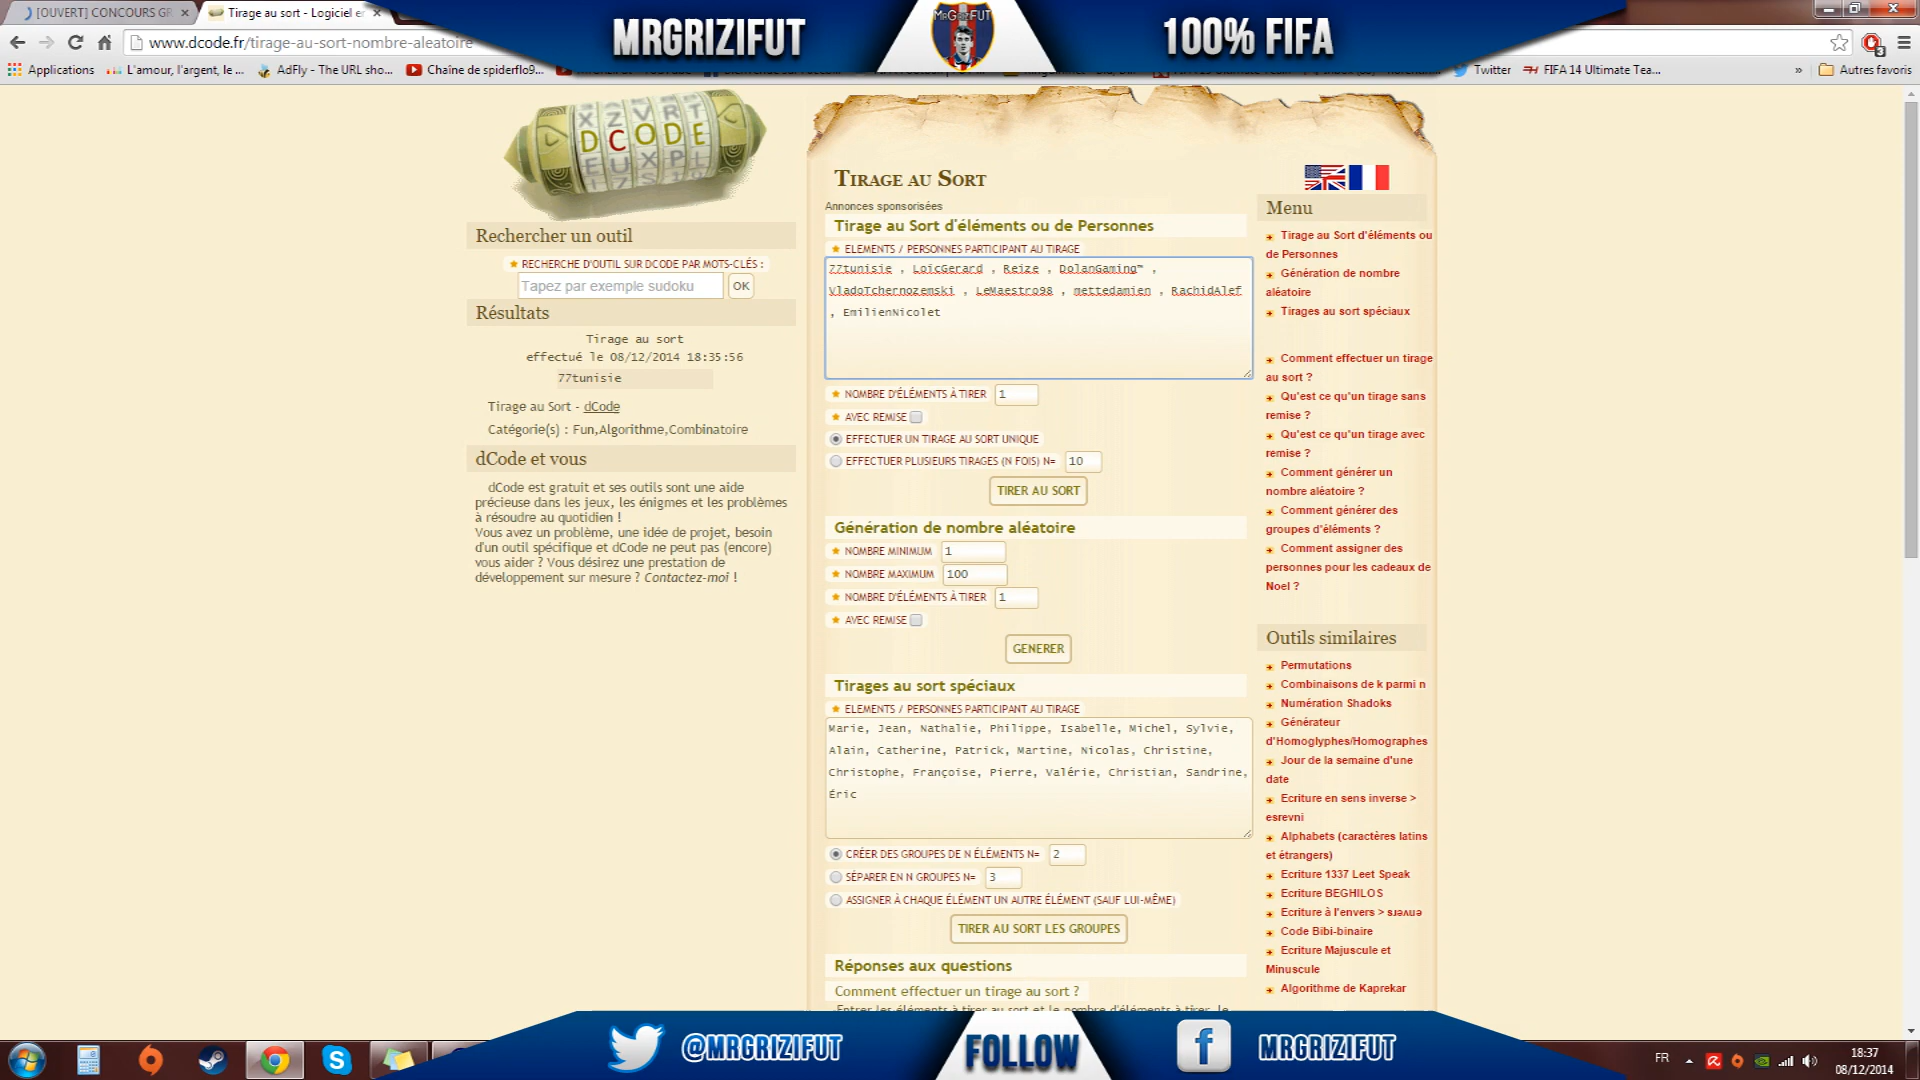 [OUVERT] CONCOURS GR
Tirage au sort - Logiciel e
www.dcode.fr/tirage-au-sort-nombre-aleatoire
MRGRIZIFUT
MRGRIZIFUT
100% FIFA
Applications
L'amour, l'argent, le ...
AdFly - The URL sho...
Chaîne de spiderflo9...
Twitter
FIFA 14 Ultimate Tea...
»
Autres favoris
3
DCODE
Rechercher un outil
RECHERCHE D'OUTIL SUR DCODE PAR MOTS-CLÉS :
Tapez par exemple sudoku
OK
Résultats
Tirage au sort
effectué le 08/12/2014 18:35:56
77tunisie
Tirage au Sort - dCode
Catégorie(s) : Fun,Algorithme,Combinatoire
dCode et vous
dCode est gratuit et ses outils sont une aide
précieuse dans les jeux, les énigmes et les problèmes
à résoudre au quotidien !
Vous avez un problème, une idée de projet, besoin
d'un outil spécifique et dCode ne peut pas (encore)
vous aider ? Vous désirez une prestation de
développement sur mesure ? Contactez-moi !
TIRAGE AU SORT
Annonces sponsorisées
Tirage au Sort d'éléments ou de Personnes
ELEMENTS / PERSONNES PARTICIPANT AU TIRAGE
77tunisie , LoicGerard , Reize , DolanGaming™ ,
VladoTchernozemski , LeMaestro98 , mettedamien , RachidAlef
, EmilienNicolet
NOMBRE D'ÉLÉMENTS À TIRER 1
AVEC REMISE
EFFECTUER UN TIRAGE AU SORT UNIQUE
EFFECTUER PLUSIEURS TIRAGES (N FOIS) N= 10
TIRER AU SORT
Génération de nombre aléatoire
NOMBRE MINIMUM 1
NOMBRE MAXIMUM 100
NOMBRE D'ÉLÉMENTS À TIRER 1
AVEC REMISE
GENERER
Tirages au sort spéciaux
ELEMENTS / PERSONNES PARTICIPANT AU TIRAGE
Marie, Jean, Nathalie, Philippe, Isabelle, Michel, Sylvie,
Alain, Catherine, Patrick, Martine, Nicolas, Christine,
Christophe, Françoise, Pierre, Valérie, Christian, Sandrine,
Éric
CRÉER DES GROUPES DE N ÉLÉMENTS N= 2
SÉPARER EN N GROUPES N= 3
ASSIGNER À CHAQUE ÉLÉMENT UN AUTRE ÉLÉMENT (SAUF LUI-MÊME)
TIRER AU SORT LES GROUPES
Réponses aux questions
Comment effectuer un tirage au sort ?
Entrer les éléments à tirer au sort et le nombre d'éléments à tirer, le
Menu
Tirage au Sort d'éléments ou
de Personnes
Génération de nombre
aléatoire
Tirages au sort spéciaux
Comment effectuer un tirage
au sort ?
Qu'est ce qu'un tirage sans
remise ?
Qu'est ce qu'un tirage avec
remise ?
Comment générer un
nombre aléatoire ?
Comment générer des
groupes d'éléments ?
Comment assigner des
personnes pour les cadeaux de
Noel ?
Outils similaires
Permutations
Combinaisons de k parmi n
Numération Shadoks
Générateur
d'Homoglyphes/Homographes
Jour de la semaine d'une
date
Ecriture en sens inverse >
esrevni
Alphabets (caractères latins
et étrangers)
Ecriture 1337 Leet Speak
Ecriture BEGHILOS
Ecriture à l'envers > sɹǝʌuǝ
Code Bibi-binaire
Ecriture Majuscule et
Minuscule
Algorithme de Kaprekar
@MRGRIZIFUT
FOLLOW
MRGRIZIFUT
FR
18:37
08/12/2014